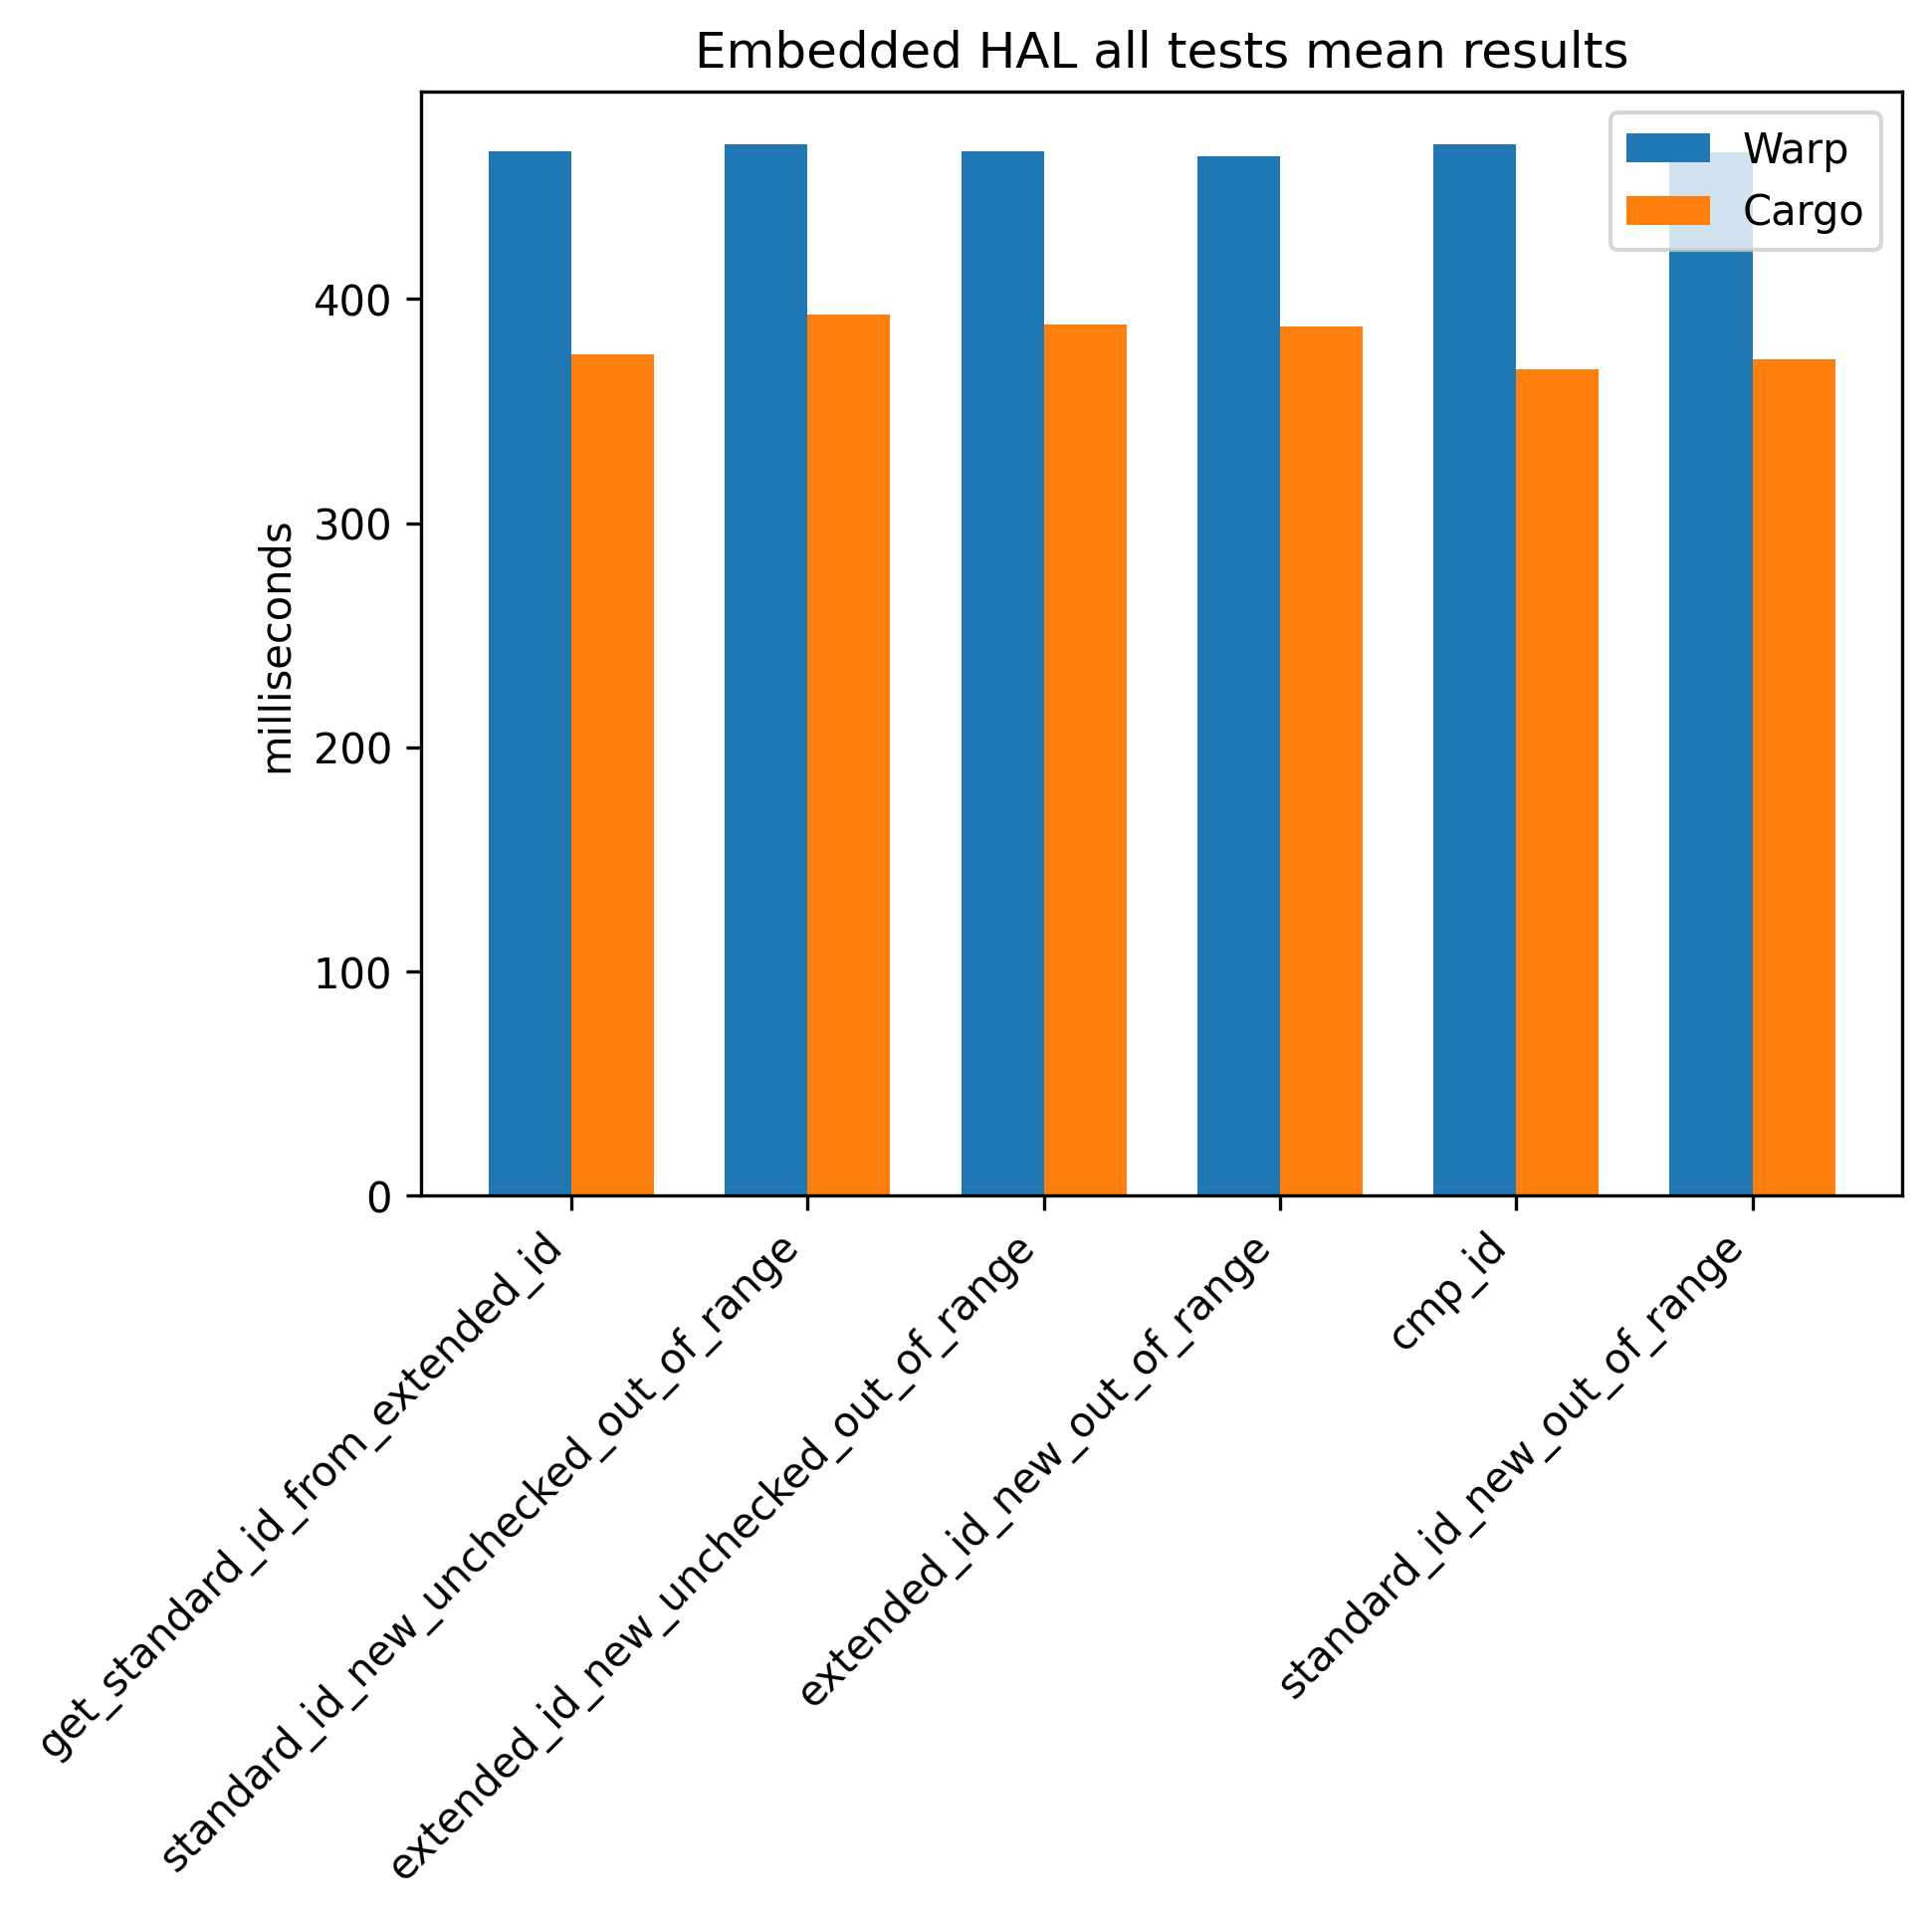 Embedded HAL all tests mean results
Warp
Cargo
milliseconds
400
300
200
100
0
get_standard_id_from_extended_id
standard_id_new_unchecked_out_of_range
extended_id_new_unchecked_out_of_range
extended_id_new_out_of_range
cmp_id
standard_id_new_out_of_range